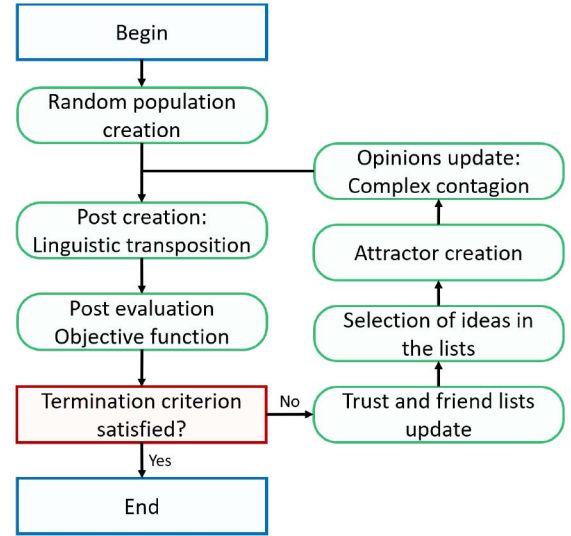 Begin
Random population
creation
Post creation:
Linguistic transposition
Post evaluation
Objective function
Termination criterion
satisfied?
Yes
End
No
Trust and friend lists
update
Selection of ideas in
the lists
Attractor creation
Opinions update:
Complex contagion